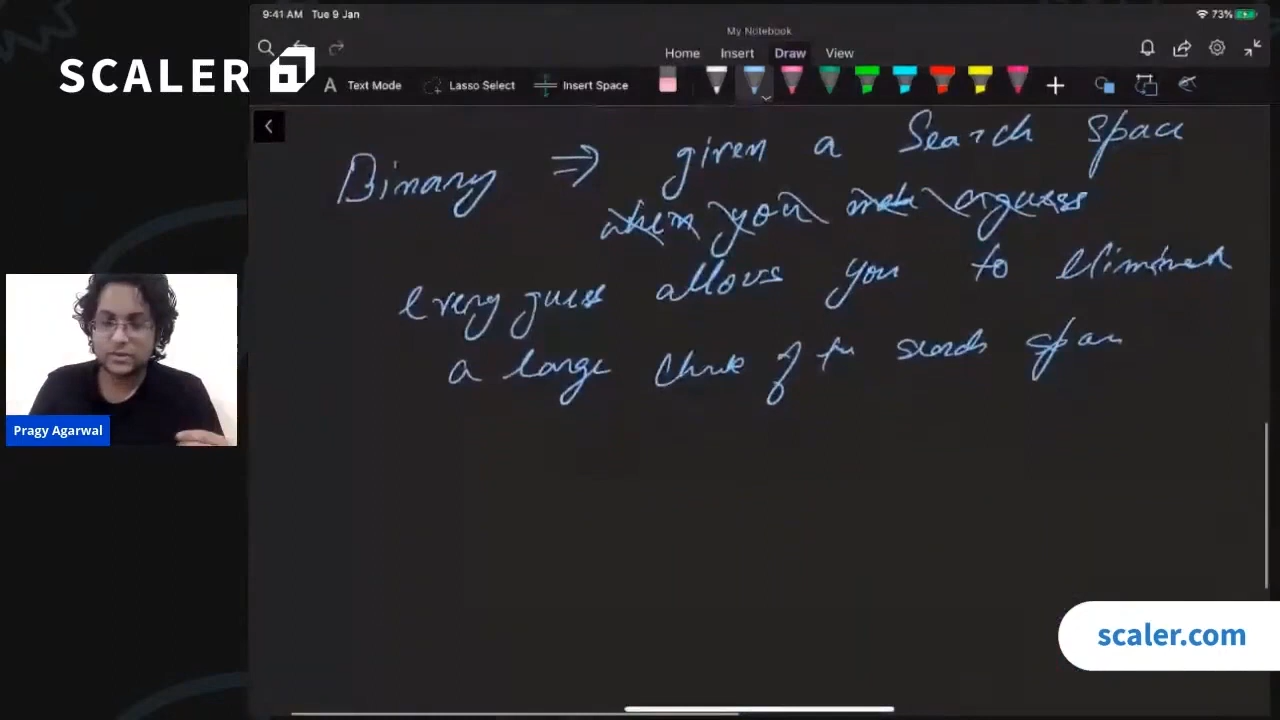 9:41 AM Tue 9 Jan
73%
My Notebook
SCALER
Home Insert Draw View
Text Mode Lasso Select Insert Space
Binary ⇒ given a Search space
when you make a guess
every guess allows you to eliminate
a large chunk of the search space
Pragy Agarwal
scaler.com